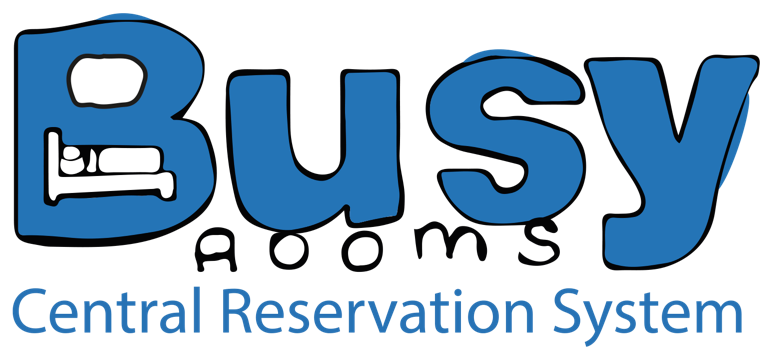 Busy
ROOMS
Central Reservation System